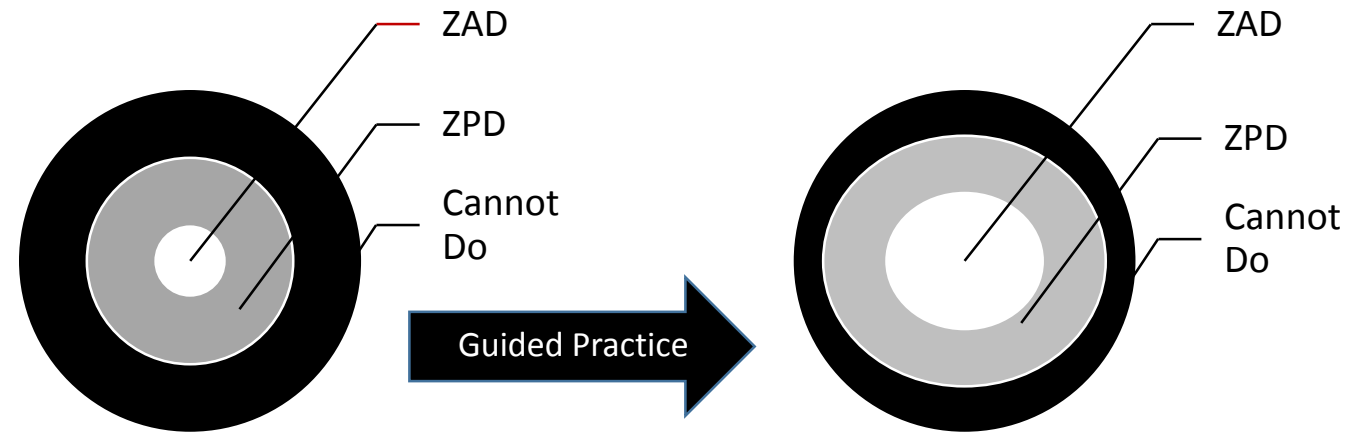 ZAD
ZPD
Cannot
Do
Guided Practice
ZAD
ZPD
Cannot
Do